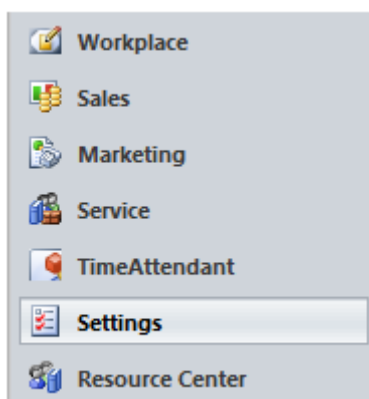 Workplace
Sales
Marketing
Service
TimeAttendant
Settings
Resource Center